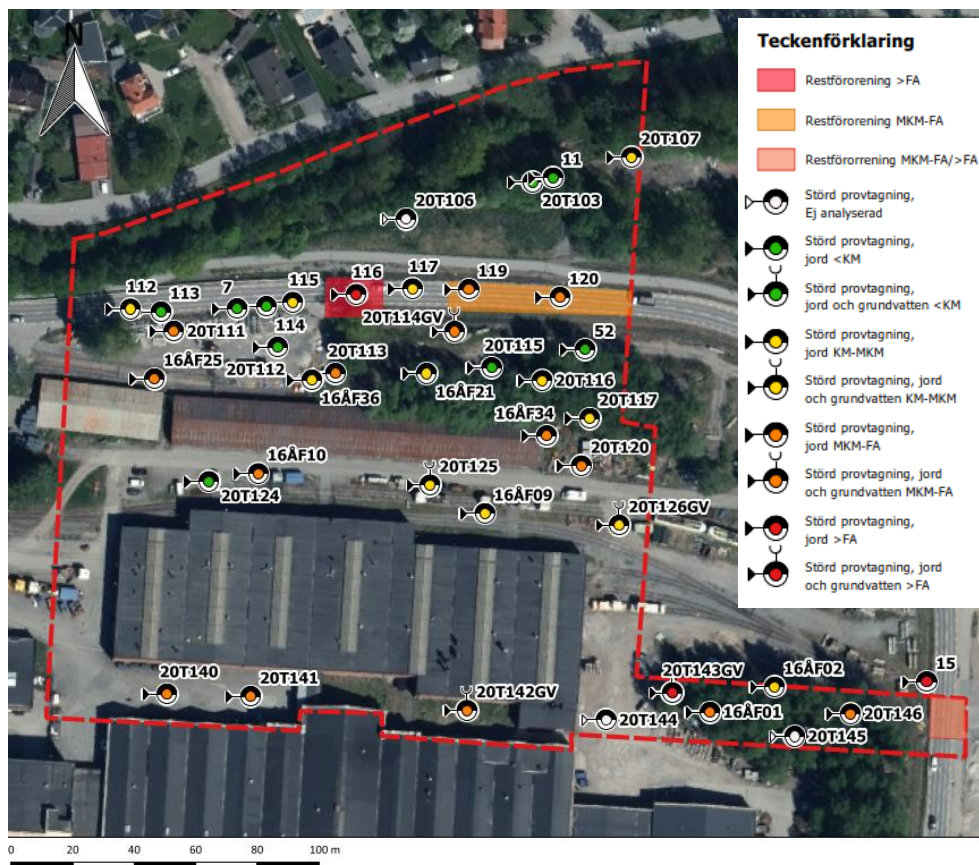 N
Teckenförklaring
Restförorening >FA
Restförorening MKM-FA
Restförorrening MKM-FA/>FA
Störd provtagning,
Ej analyserad
Störd provtagning,
jord <KM
Störd provtagning,
jord och grundvatten <KM
Störd provtagning,
jord KM-MKM
Störd provtagning, jord
och grundvatten KM-MKM
Störd provtagning,
jord MKM-FA
Störd provtagning, jord
och grundvatten MKM-FA
Störd provtagning,
jord >FA
Störd provtagning, jord
och grundvatten >FA
20T107
11
20T103
20T106
112
113
7
115
116
117
119
120
20T111
114
20T114GV
52
16ÅF25
20T112
20T113
20T115
16ÅF36
16ÅF21
20T116
20T117
16ÅF34
16ÅF10
20T120
20T124
20T125
16ÅF09
20T126GV
20T140
20T141
20T142GV
20T143GV
16ÅF02
15
20T144
16ÅF01
20T146
20T145
0 20 40 60 80 100 m